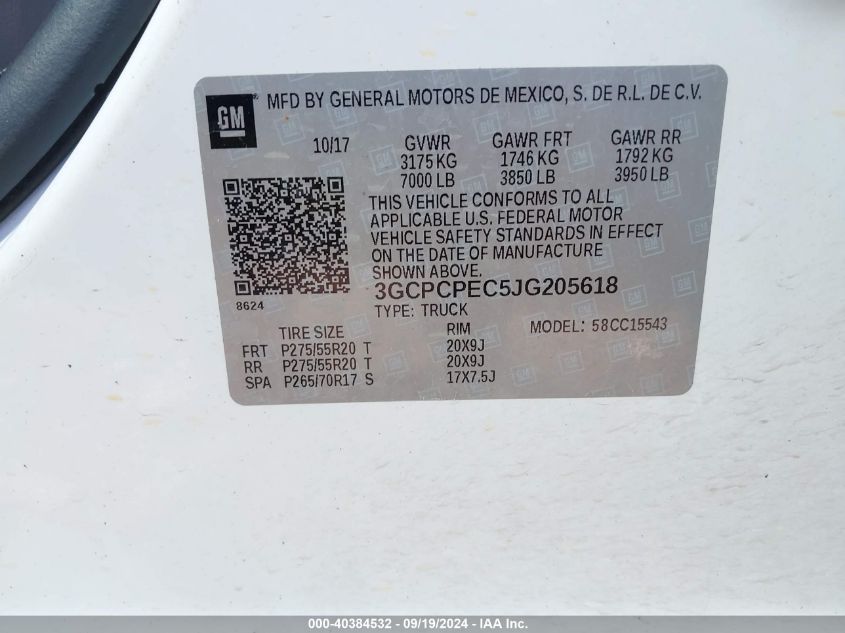 GM® MFD BY GENERAL MOTORS DE MEXICO, S. DE R.L. DE C.V.
10/17 GVWR GAWR FRT GAWR RR
3175 KG 1746 KG 1792 KG
7000 LB 3850 LB 3950 LB
THIS VEHICLE CONFORMS TO ALL
APPLICABLE U.S. FEDERAL MOTOR
VEHICLE SAFETY STANDARDS IN EFFECT
ON THE DATE OF MANUFACTURE
SHOWN ABOVE.
8624 3GCPCPEC5JG205618
TYPE: TRUCK MODEL: 58CC15543
TIRE SIZE RIM
FRT P275/55R20 T 20X9J
RR P275/55R20 T 20X9J
SPA P265/70R17 S 17X7.5J
000-40384532 - 09/19/2024 - www.iaai.com